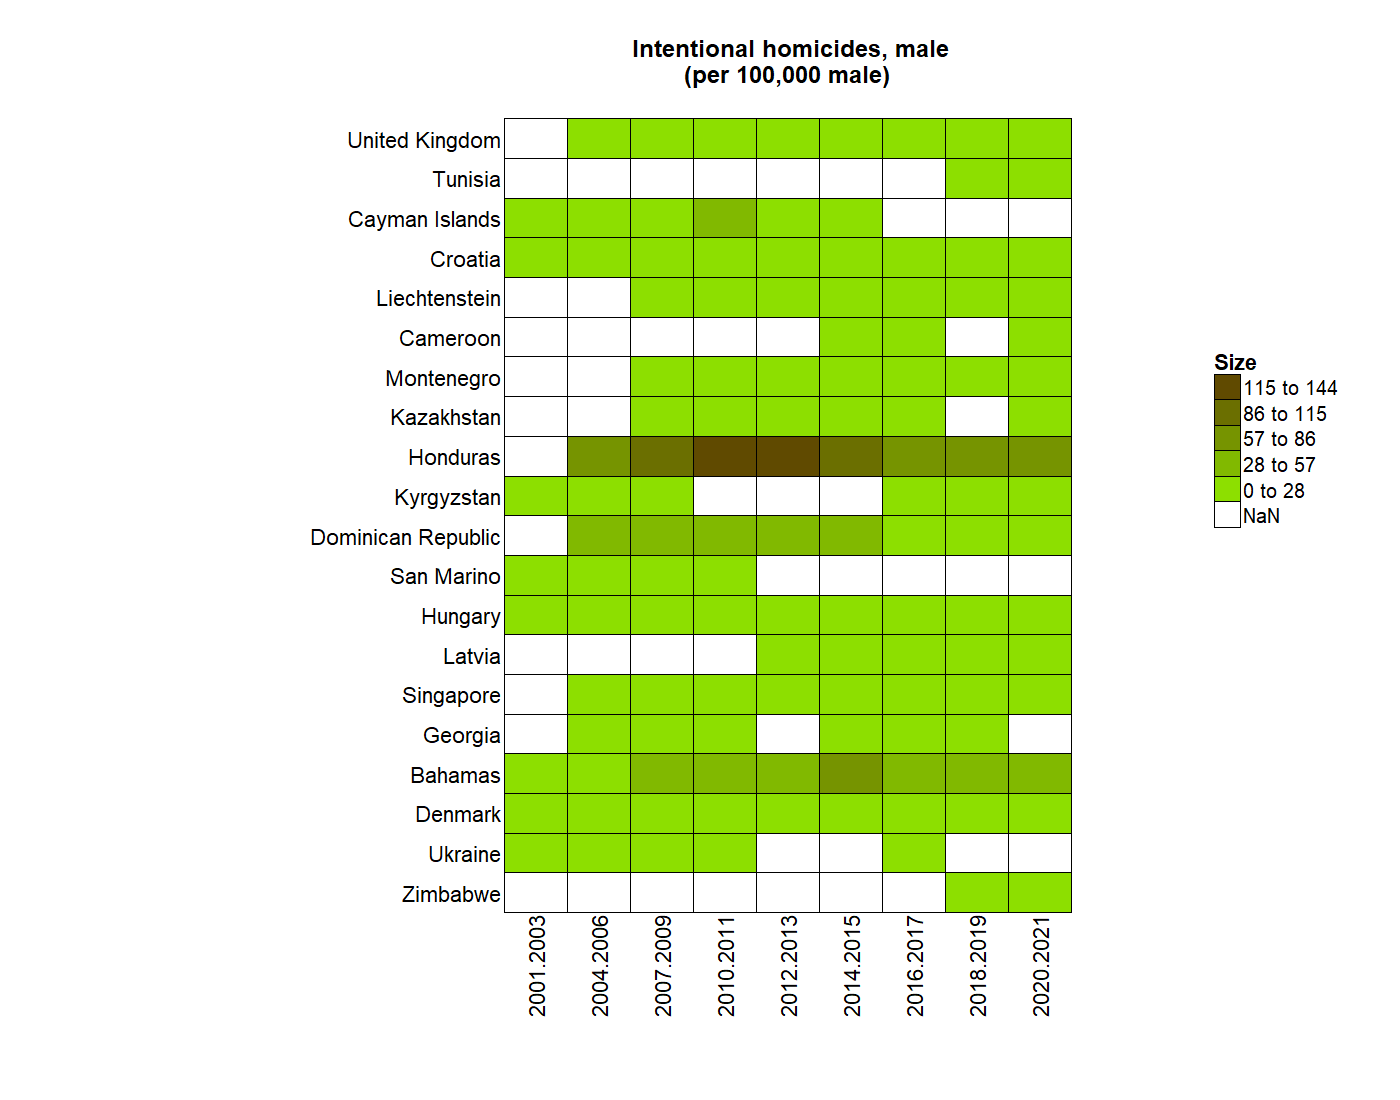 Intentional homicides, male
(per 100,000 male)
United Kingdom
Tunisia
Cayman Islands
Croatia
Liechtenstein
Cameroon
Montenegro
Kazakhstan
Honduras
Kyrgyzstan
Dominican Republic
San Marino
Hungary
Latvia
Singapore
Georgia
Bahamas
Denmark
Ukraine
Zimbabwe
2001.2003
2004.2006
2007.2009
2010.2011
2012.2013
2014.2015
2016.2017
2018.2019
2020.2021
Size
115 to 144
86 to 115
57 to 86
28 to 57
0 to 28
NaN